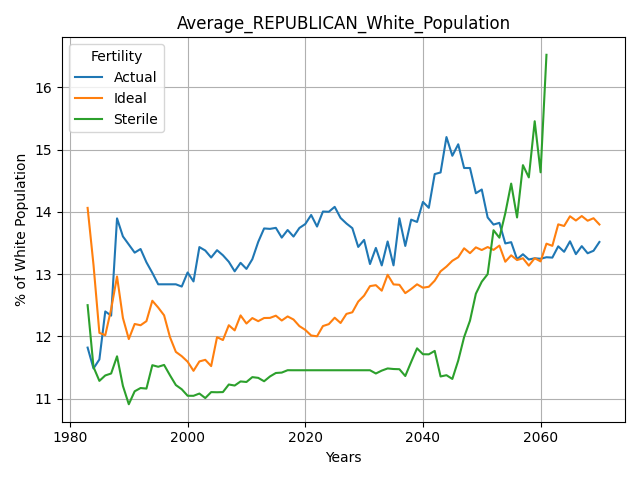 Average_REPUBLICAN_White_Population
Fertility
Actual
Ideal
Sterile
% of White Population
16
15
14
13
12
11
1980
2000
2020
2040
2060
Years